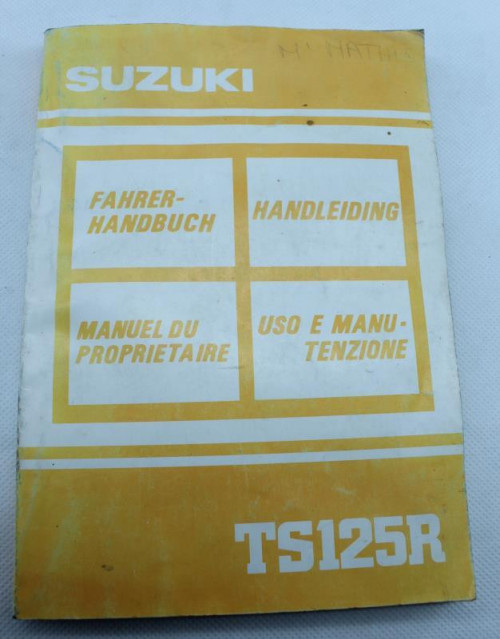 SUZUKI
FAHRER-
HANDBUCH
HANDLEIDING
MANUEL DU
PROPRIETAIRE
USO E MANU-
TENZIONE
TS125R